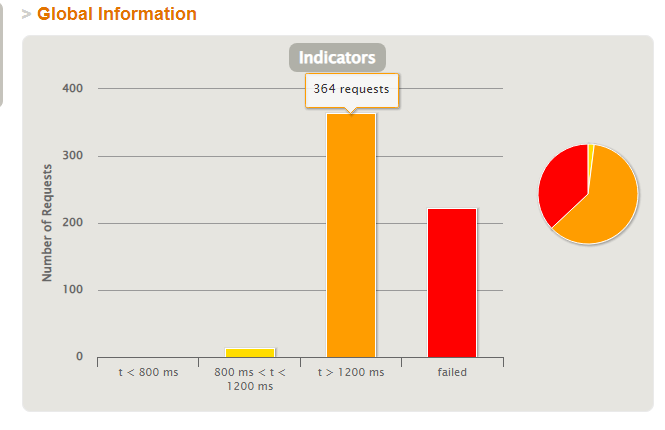 > Global Information
Indicators
364 requests
400
300
200
100
0
Number of Requests
t < 800 ms
800 ms < t <
1200 ms
t > 1200 ms
failed